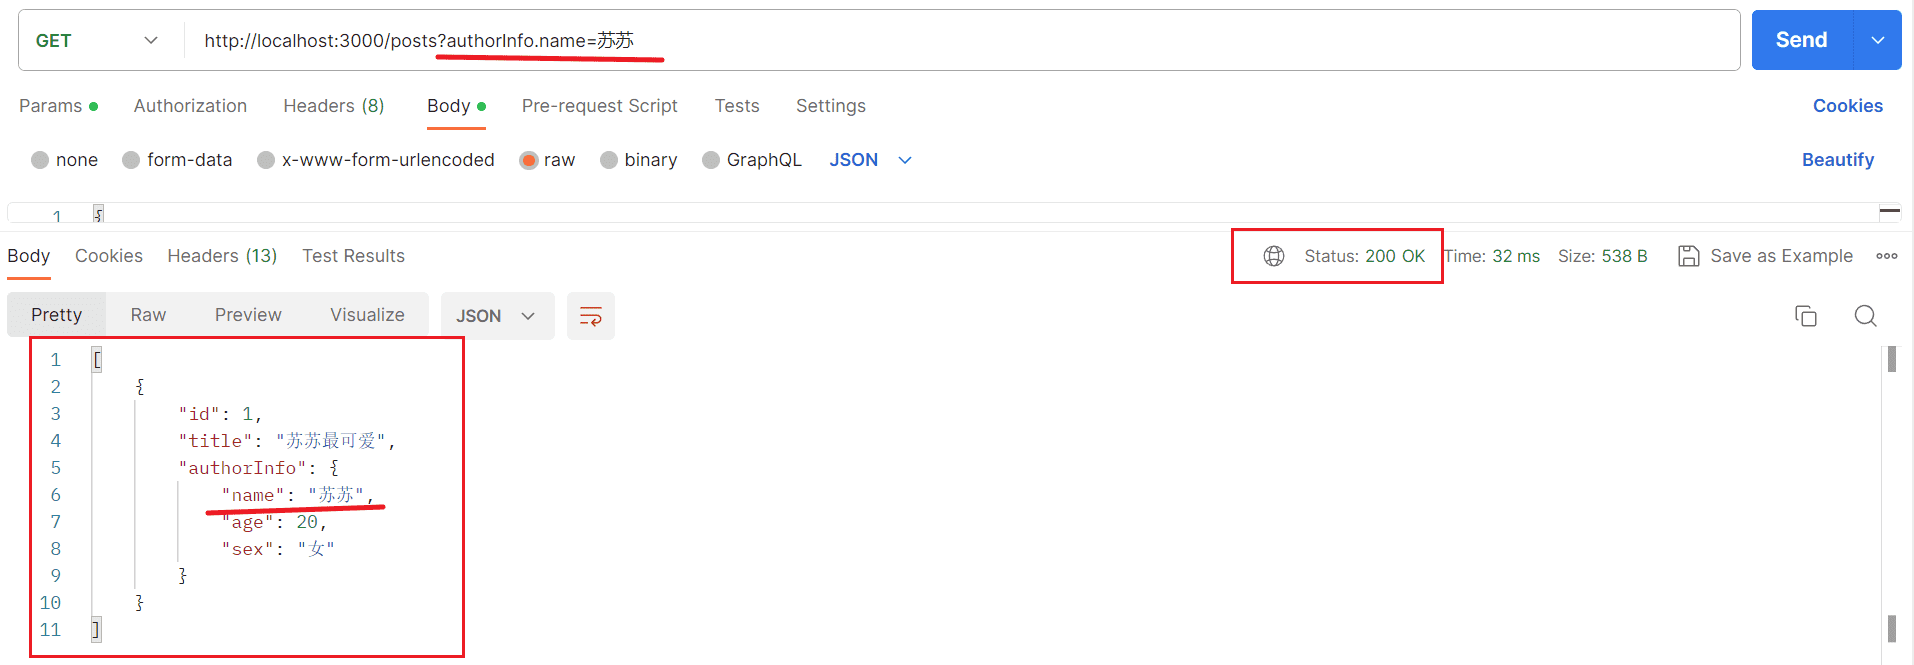 GET http://localhost:3000/posts?authorInfo.name=苏苏 Send
Params Authorization Headers (8) Body Pre-request Script Tests Settings Cookies
none form-data x-www-form-urlencoded raw binary GraphQL JSON Beautify
1 {
Body Cookies Headers (13) Test Results Status: 200 OK Time: 32 ms Size: 538 B Save as Example
Pretty Raw Preview Visualize JSON
1 [
2 {
3 "id": 1,
4 "title": "苏苏最可爱",
5 "authorInfo": {
6 "name": "苏苏",
7 "age": 20,
8 "sex": "女"
9 }
10 }
11 ]